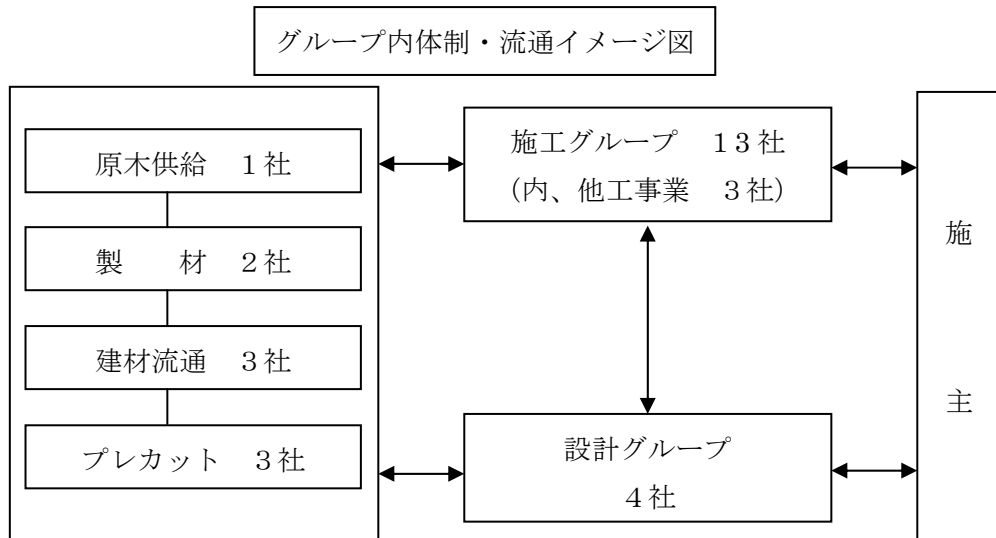 グループ内体制・流通イメージ図
原木供給　１社
製　　材　２社
建材流通　３社
プレカット　３社
施工グループ　１３社
（内、他工事業　３社）
設計グループ
４社
施
主